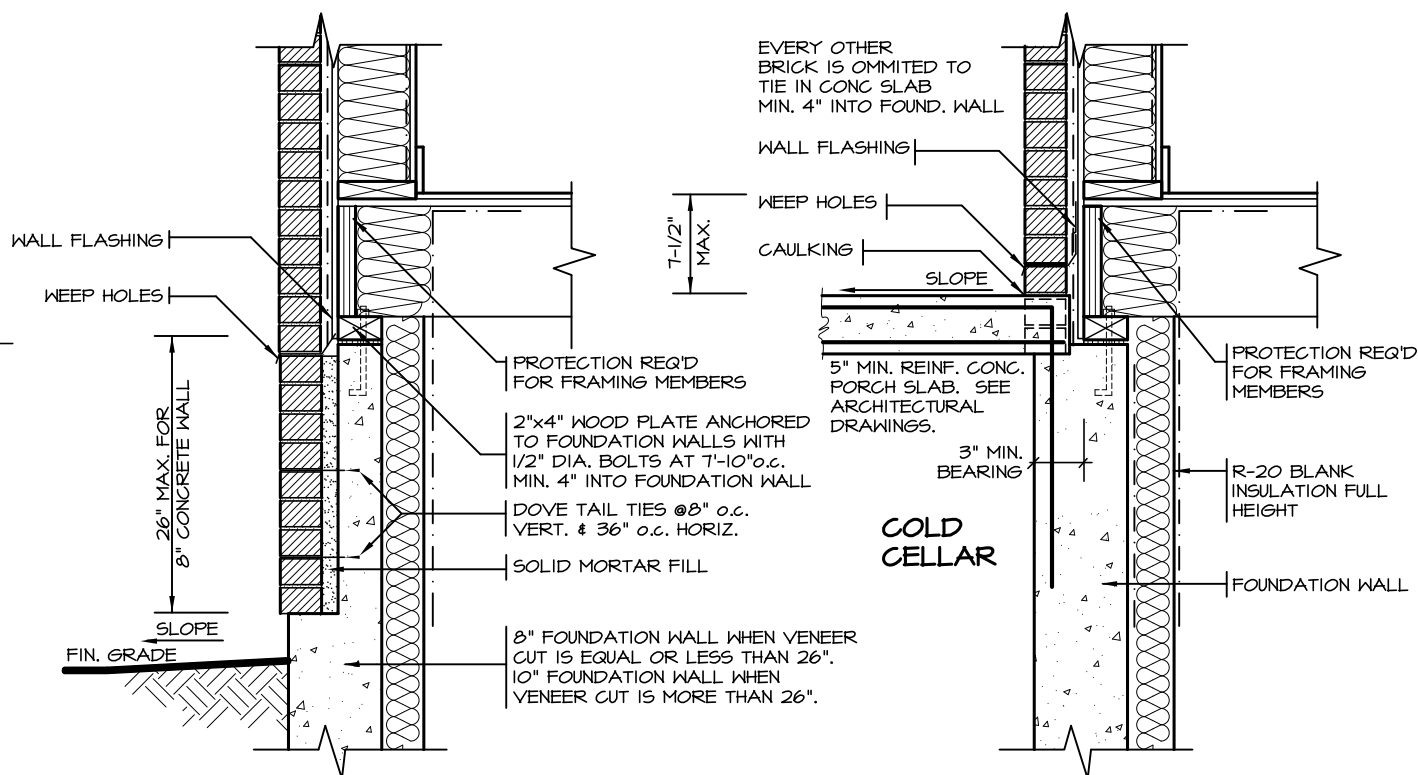 WALL FLASHING
WEEP HOLES
26" MAX. FOR
8" CONCRETE WALL
SLOPE
FIN. GRADE
PROTECTION REQ'D
FOR FRAMING MEMBERS
2"x4" WOOD PLATE ANCHORED
TO FOUNDATION WALLS WITH
1/2" DIA. BOLTS AT 7'-10"o.c.
MIN. 4" INTO FOUNDATION WALL
DOVE TAIL TIES @8" o.c.
VERT. & 36" o.c. HORIZ.
SOLID MORTAR FILL
8" FOUNDATION WALL WHEN VENEER
CUT IS EQUAL OR LESS THAN 26".
10" FOUNDATION WALL WHEN
VENEER CUT IS MORE THAN 26".
EVERY OTHER
BRICK IS OMMITED TO
TIE IN CONC SLAB
MIN. 4" INTO FOUND. WALL
WALL FLASHING
WEEP HOLES
CAULKING
7-1/2"
MAX.
SLOPE
5" MIN. REINF. CONC.
PORCH SLAB. SEE
ARCHITECTURAL
DRAWINGS.
3" MIN.
BEARING
COLD
CELLAR
PROTECTION REQ'D
FOR FRAMING
MEMBERS
R-20 BLANK
INSULATION FULL
HEIGHT
FOUNDATION WALL